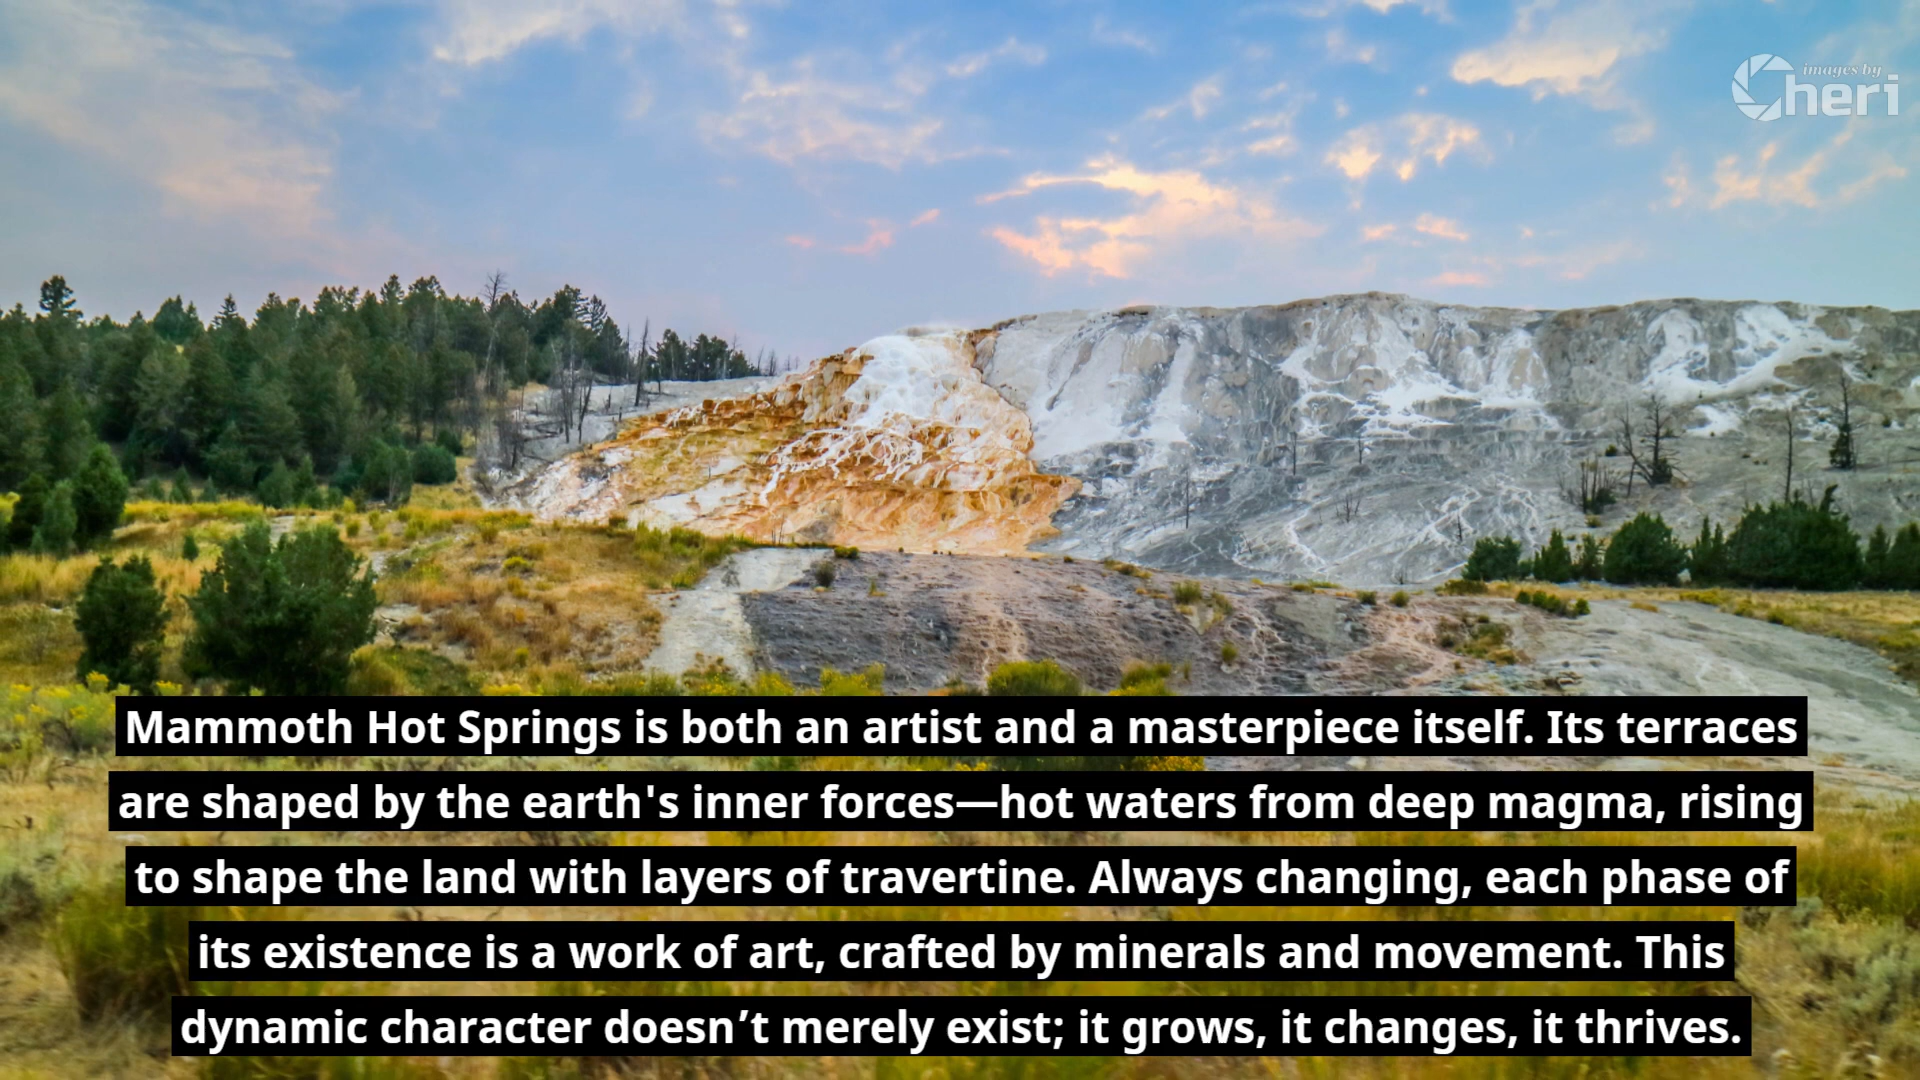 images by
Cheri
Mammoth Hot Springs is both an artist and a masterpiece itself. Its terraces
are shaped by the earth's inner forces—hot waters from deep magma, rising
to shape the land with layers of travertine. Always changing, each phase of
its existence is a work of art, crafted by minerals and movement. This
dynamic character doesn’t merely exist; it grows, it changes, it thrives.